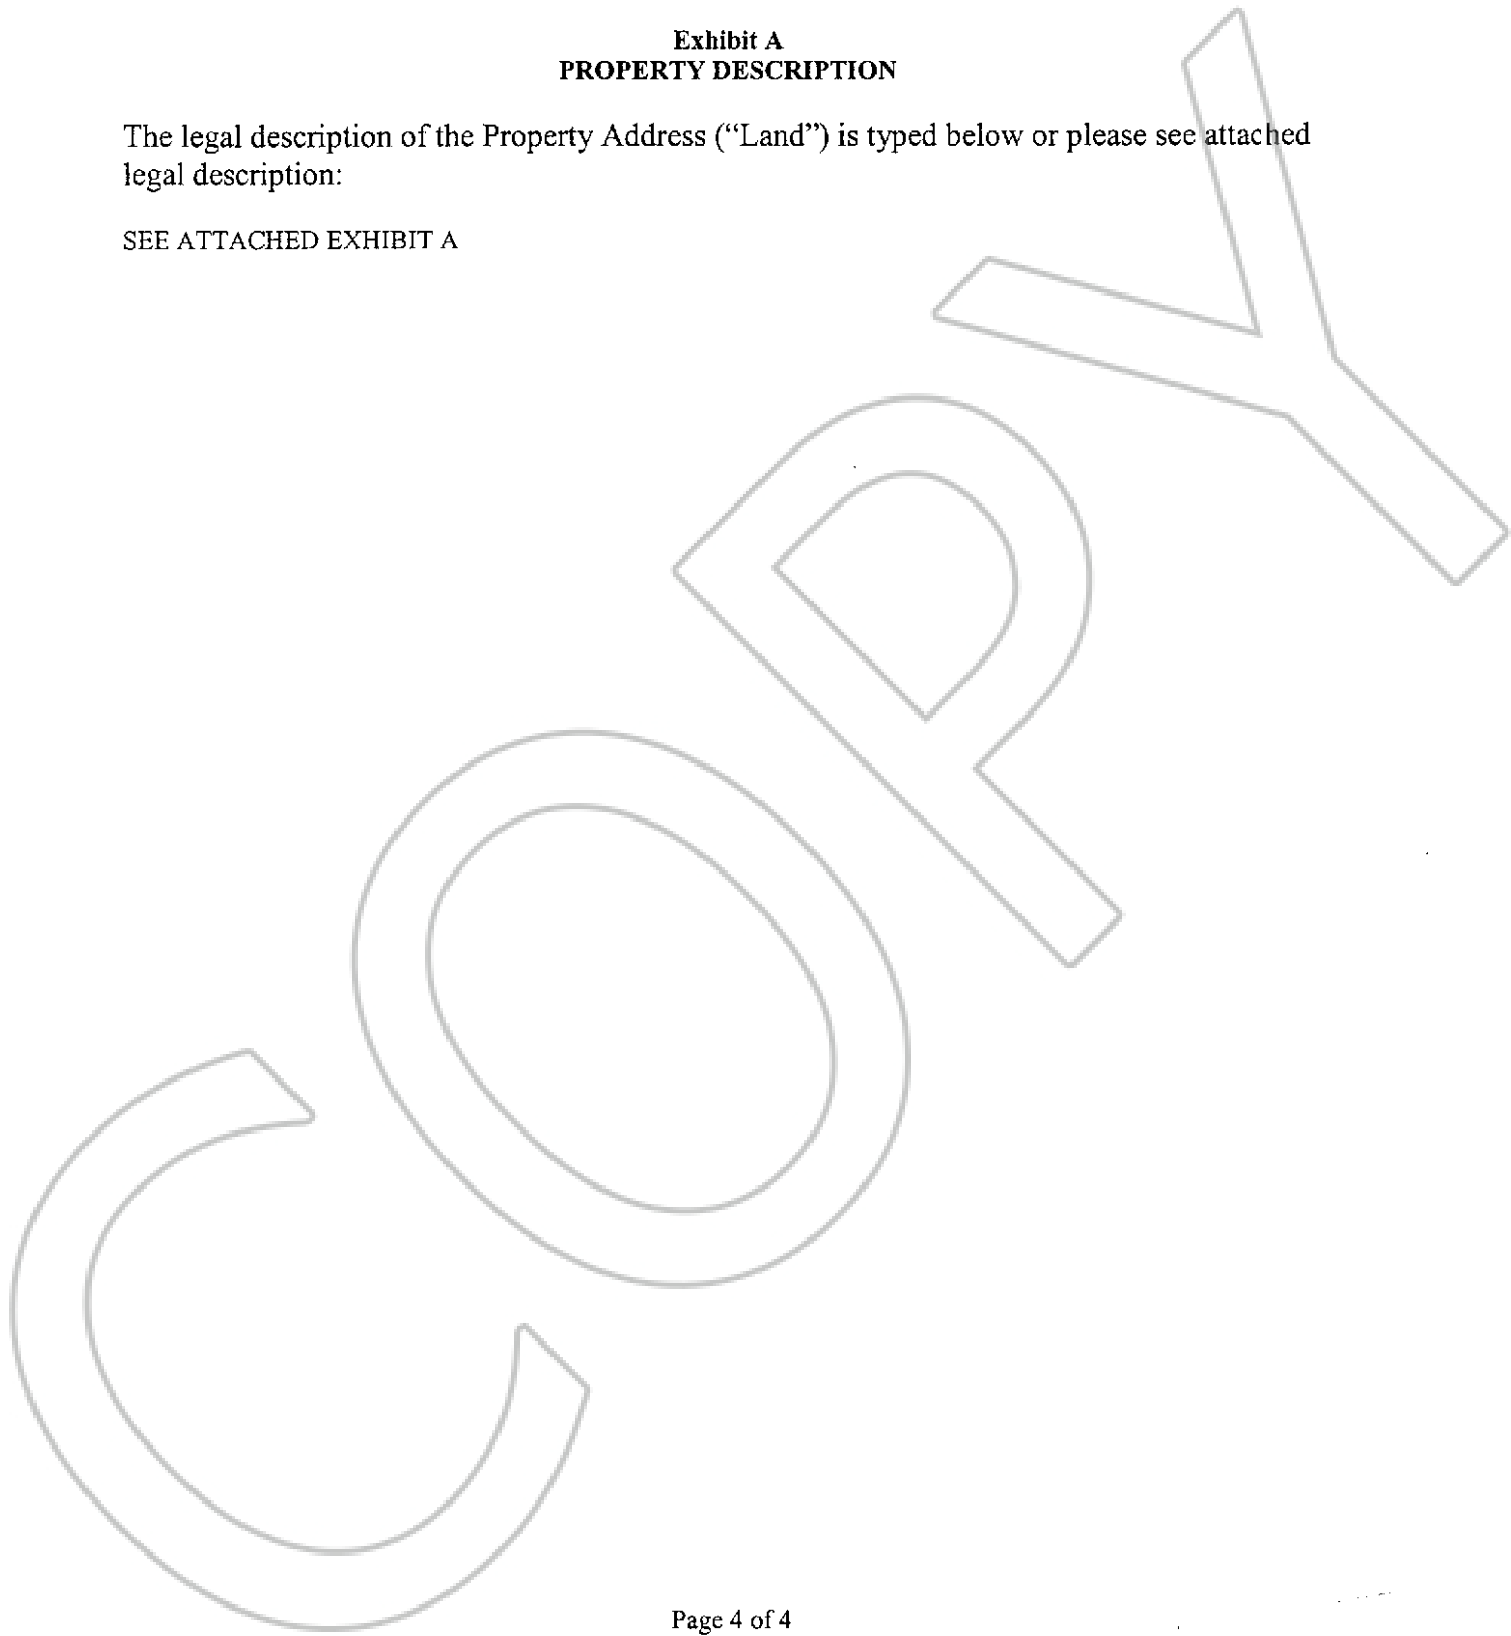 Exhibit A
PROPERTY DESCRIPTION
The legal description of the Property Address (“Land”) is typed below or please see attached
legal description:
SEE ATTACHED EXHIBIT A
COPY
Page 4 of 4